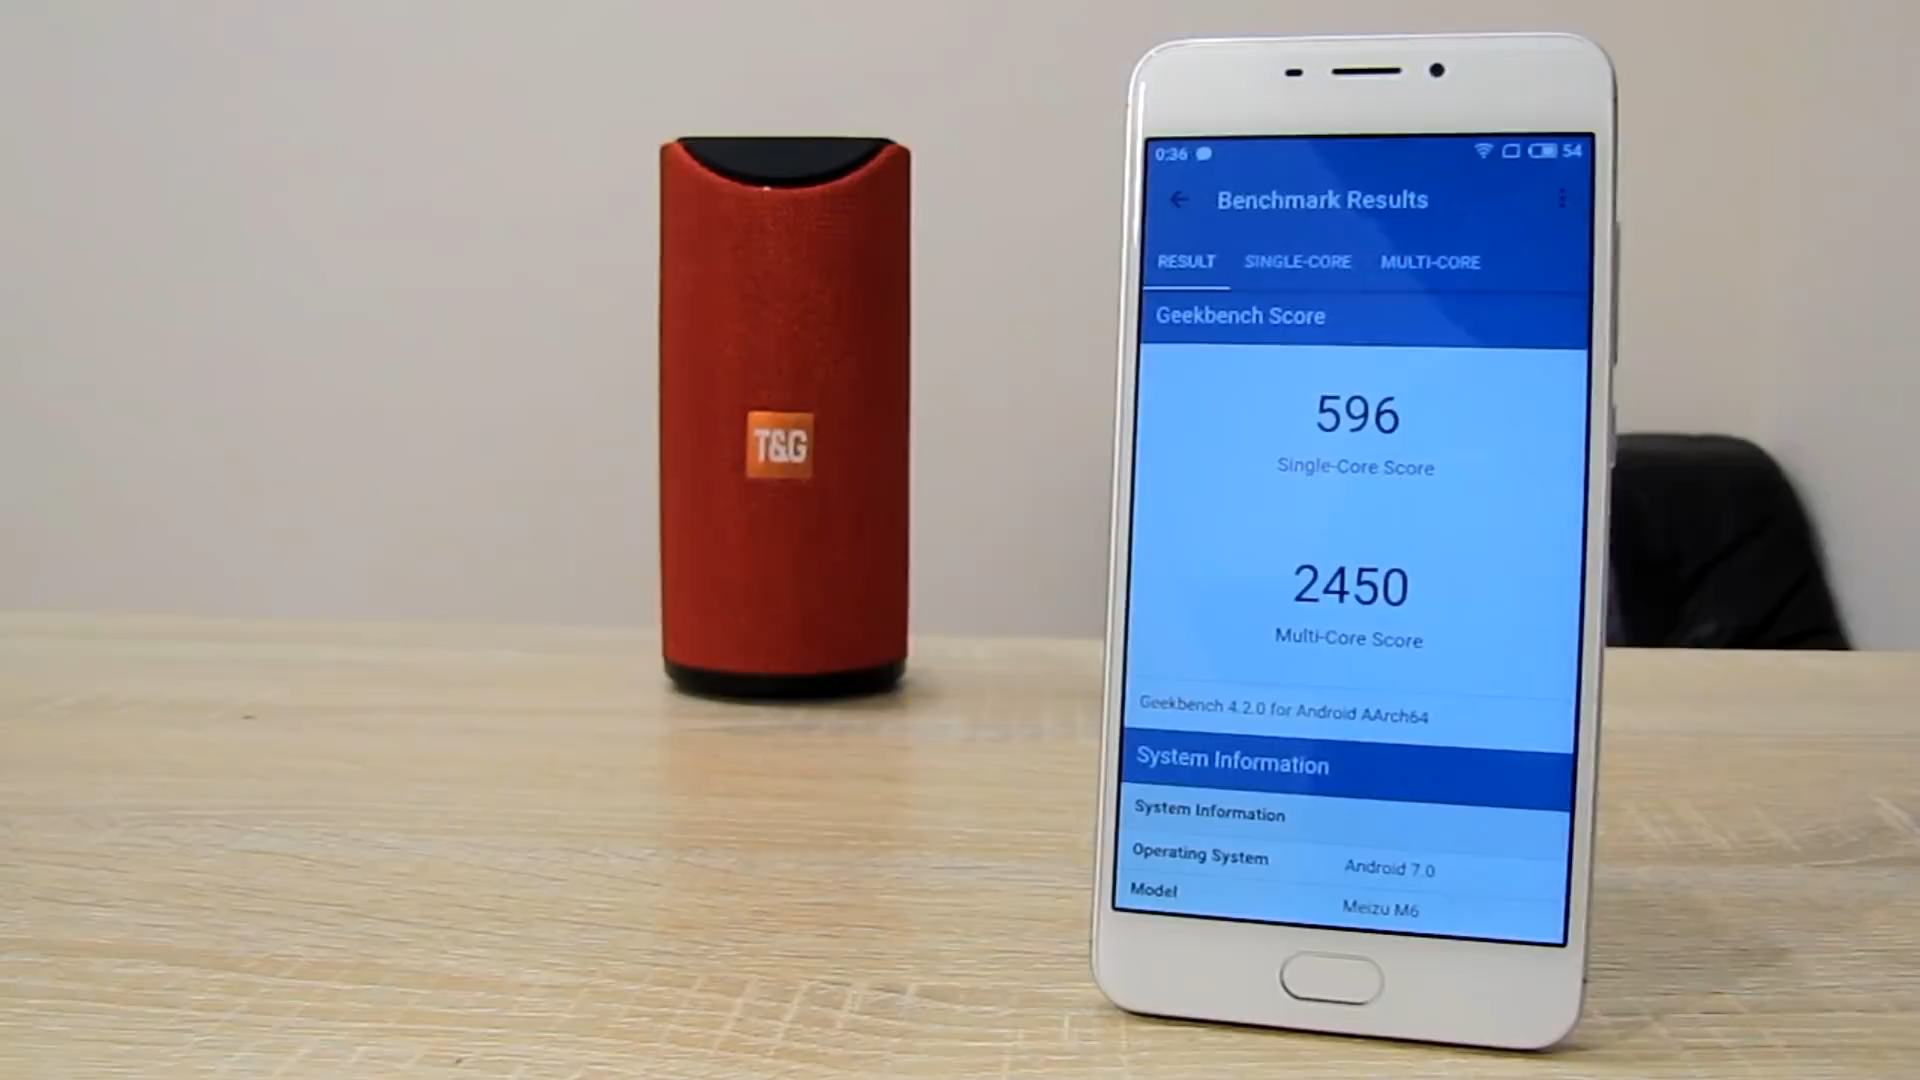 T&G
0:36 54
Benchmark Results
RESULT SINGLE-CORE MULTI-CORE
Geekbench Score
596
Single-Core Score
2450
Multi-Core Score
Geekbench 4.2.0 for Android AArch64
System Information
System Information
Operating System Android 7.0
Model Meizu M6